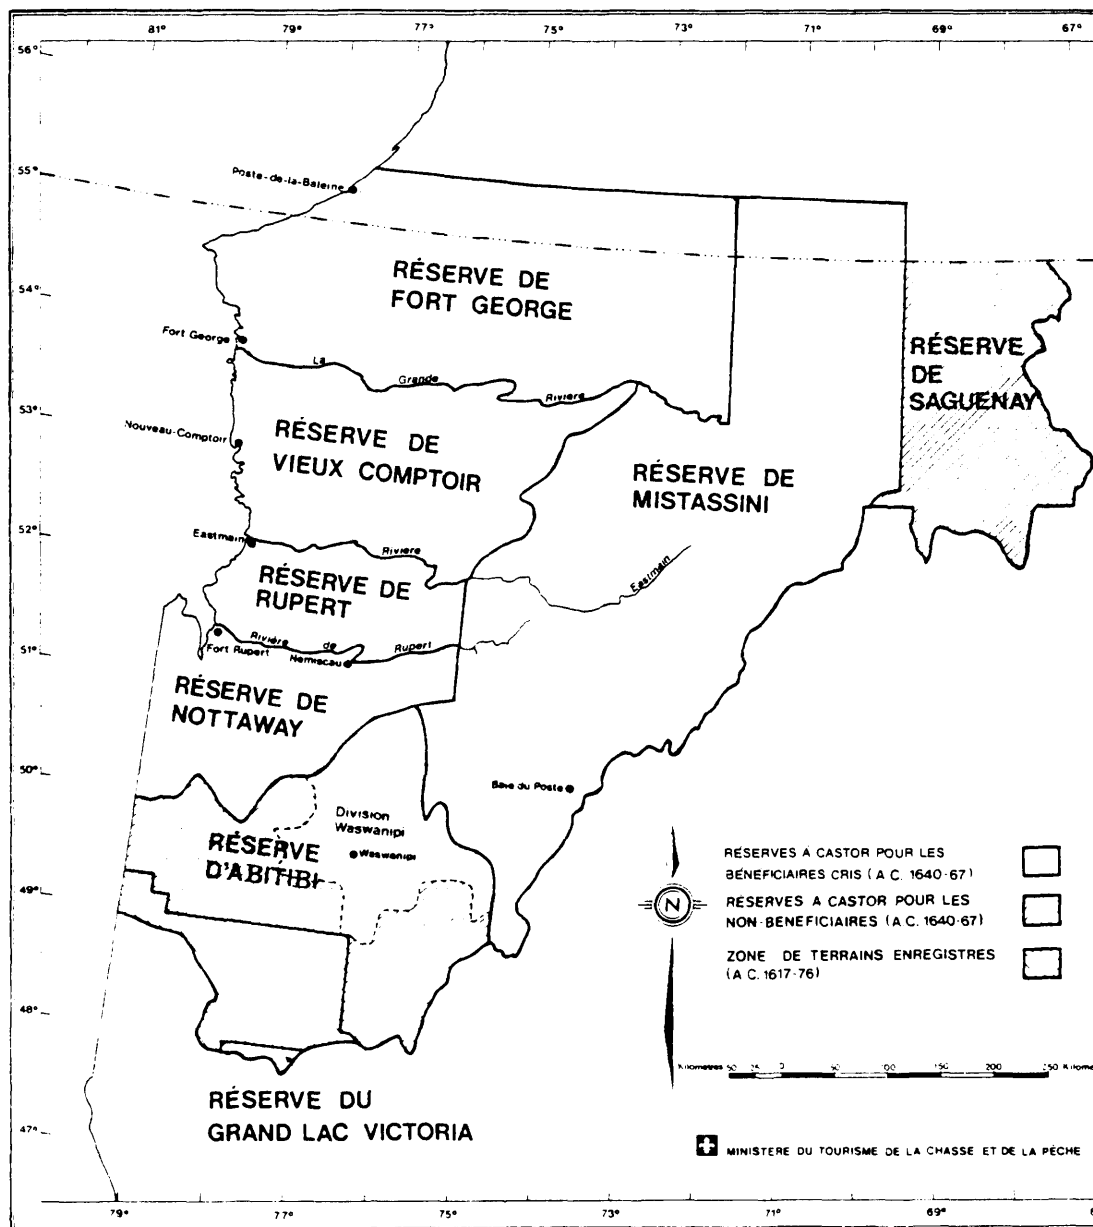 81° 79° 77° 75° 73° 71° 69° 67°
56°
55°
Poste-de-la-Baleine
RÉSERVE DE
FORT GEORGE
54°
Fort George
La Grande Rivière
RÉSERVE
DE
SAGUENAY
53°
Nouveau-Comptoir
RÉSERVE DE
VIEUX COMPTOIR
RÉSERVE DE
MISTASSINI
52°
Eastmain
Rivière Eastmain
RÉSERVE DE
RUPERT
Rivière de Rupert
Fort Rupert
Nemiscau
51°
RÉSERVE DE
NOTTAWAY
50°
Baie du Poste
Division
Waswanipi
Waswanipi
RÉSERVE
D'ABITIBI
49°
RÉSERVES A CASTOR POUR LES
BÉNÉFICIAIRES CRIS (A C. 1640-67)
N
RÉSERVES A CASTOR POUR LES
NON-BENEFICIAIRES (A C. 1640-67)
ZONE DE TERRAINS ENREGISTRES
(A C. 1617-76)
48°
Kilometres 50 25 0 50 100 150 200 250 Kilome
RÉSERVE DU
GRAND LAC VICTORIA
47°
MINISTERE DU TOURISME DE LA CHASSE ET DE LA PÊCHE
79° 77° 75° 73° 71° 69°